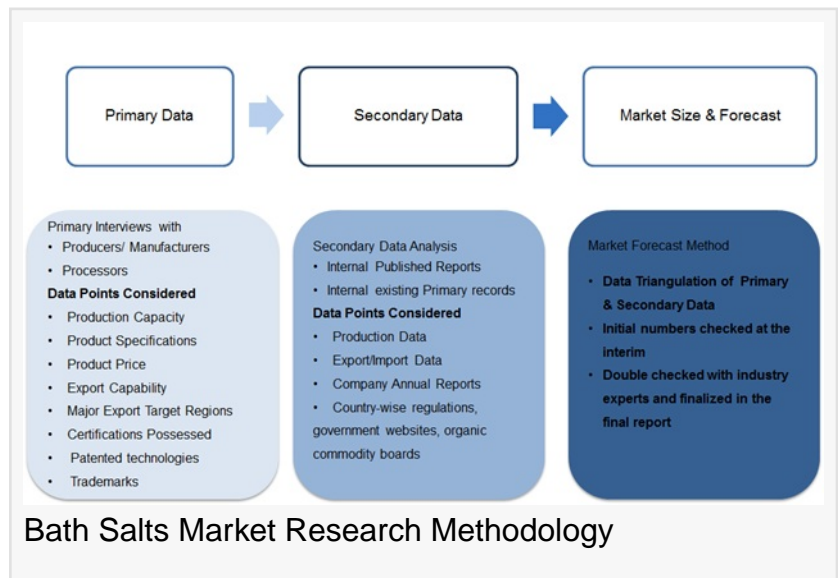 Primary Data
Secondary Data
Market Size & Forecast
Primary Interviews with
• Producers/ Manufacturers
• Processors
Data Points Considered
• Production Capacity
• Product Specifications
• Product Price
• Export Capability
• Major Export Target Regions
• Certifications Possessed
• Patented technologies
• Trademarks
Secondary Data Analysis
• Internal Published Reports
• Internal existing Primary records
Data Points Considered
• Production Data
• Export/Import Data
• Company Annual Reports
• Country-wise regulations,
government websites, organic
commodity boards
Market Forecast Method
• Data Triangulation of Primary
& Secondary Data
• Initial numbers checked at the
interim
• Double checked with industry
experts and finalized in the
final report
Bath Salts Market Research Methodology